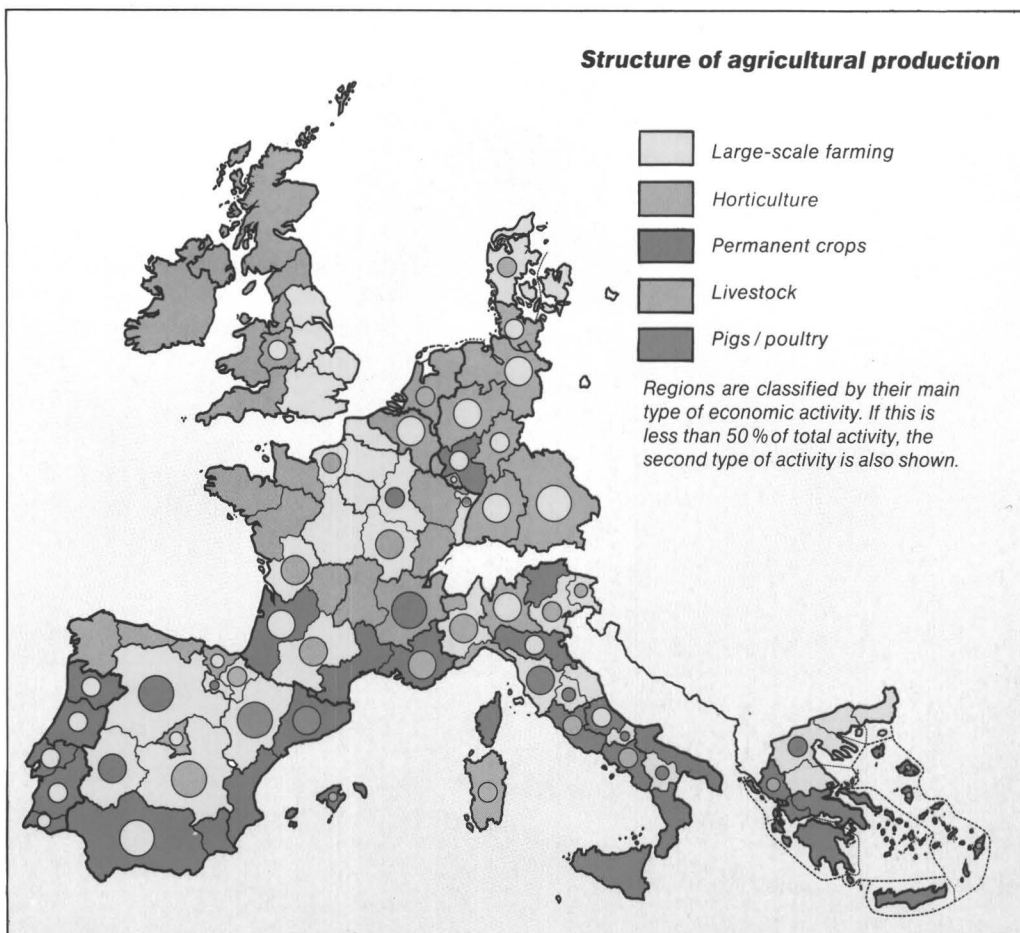 Structure of agricultural production
Large-scale farming
Horticulture
Permanent crops
Livestock
Pigs / poultry
Regions are classified by their main
type of economic activity. If this is
less than 50 % of total activity, the
second type of activity is also shown.